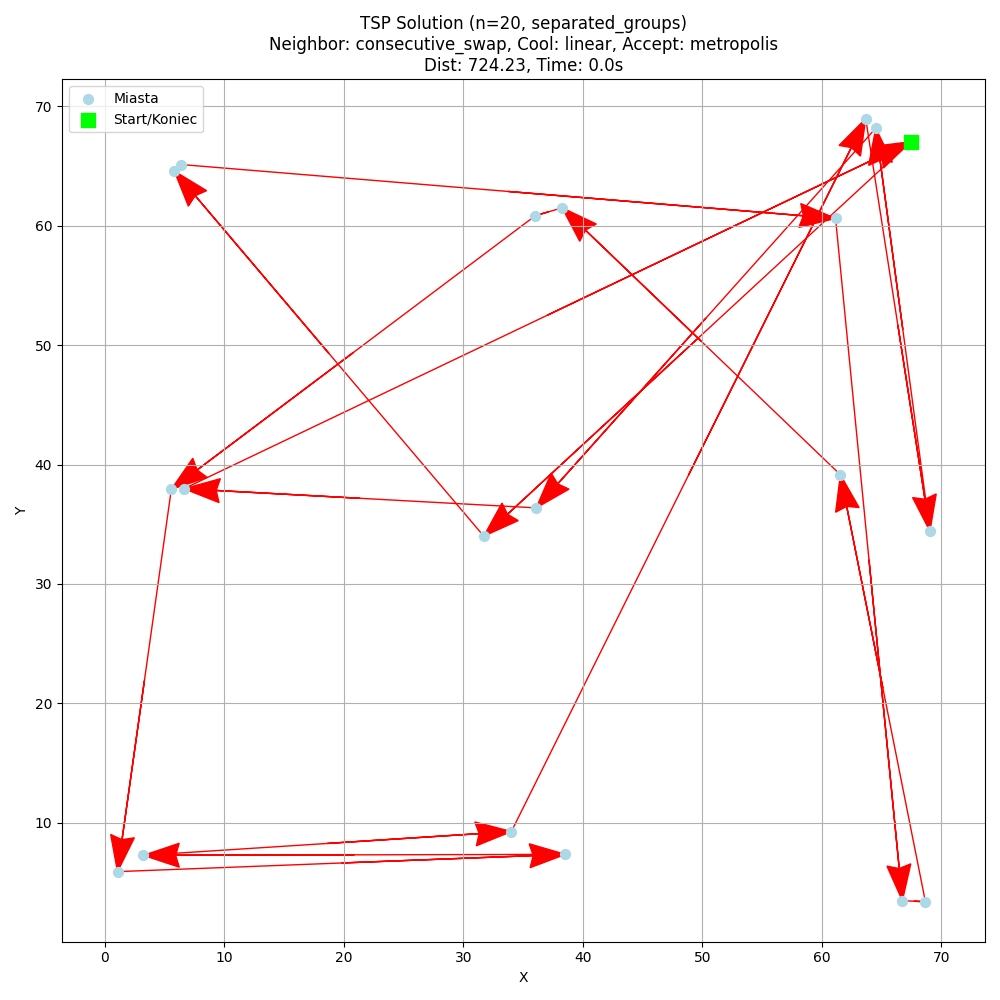 TSP Solution (n=20, separated_groups)
Neighbor: consecutive_swap, Cool: linear, Accept: metropolis
Dist: 724.23, Time: 0.0s
Miasta
Start/Koniec
70
60
50
40
30
20
10
Y
0 10 20 30 40 50 60 70
X